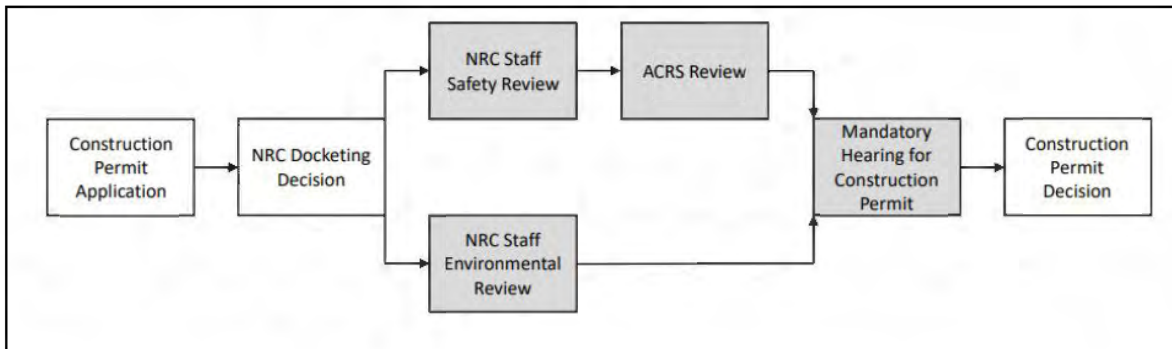 Construction
Permit
Application
NRC Docketing
Decision
NRC Staff
Safety Review
ACRS Review
NRC Staff
Environmental
Review
Mandatory
Hearing for
Construction
Permit
Construction
Permit
Decision